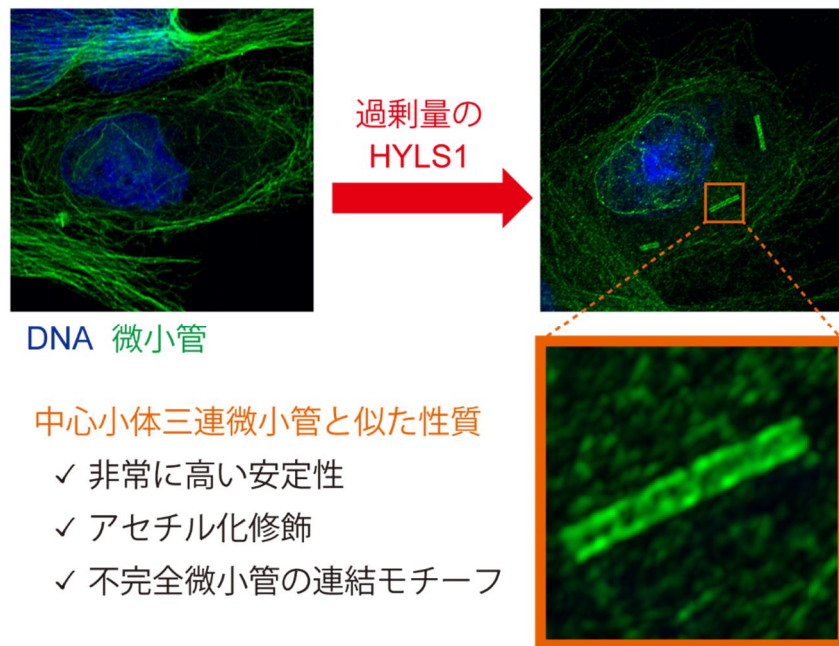 過剰量の
HYLS1
DNA 微小管
中心小体三連微小管と似た性質
✓ 非常に高い安定性
✓ アセチル化修飾
✓ 不完全微小管の連結モチーフ